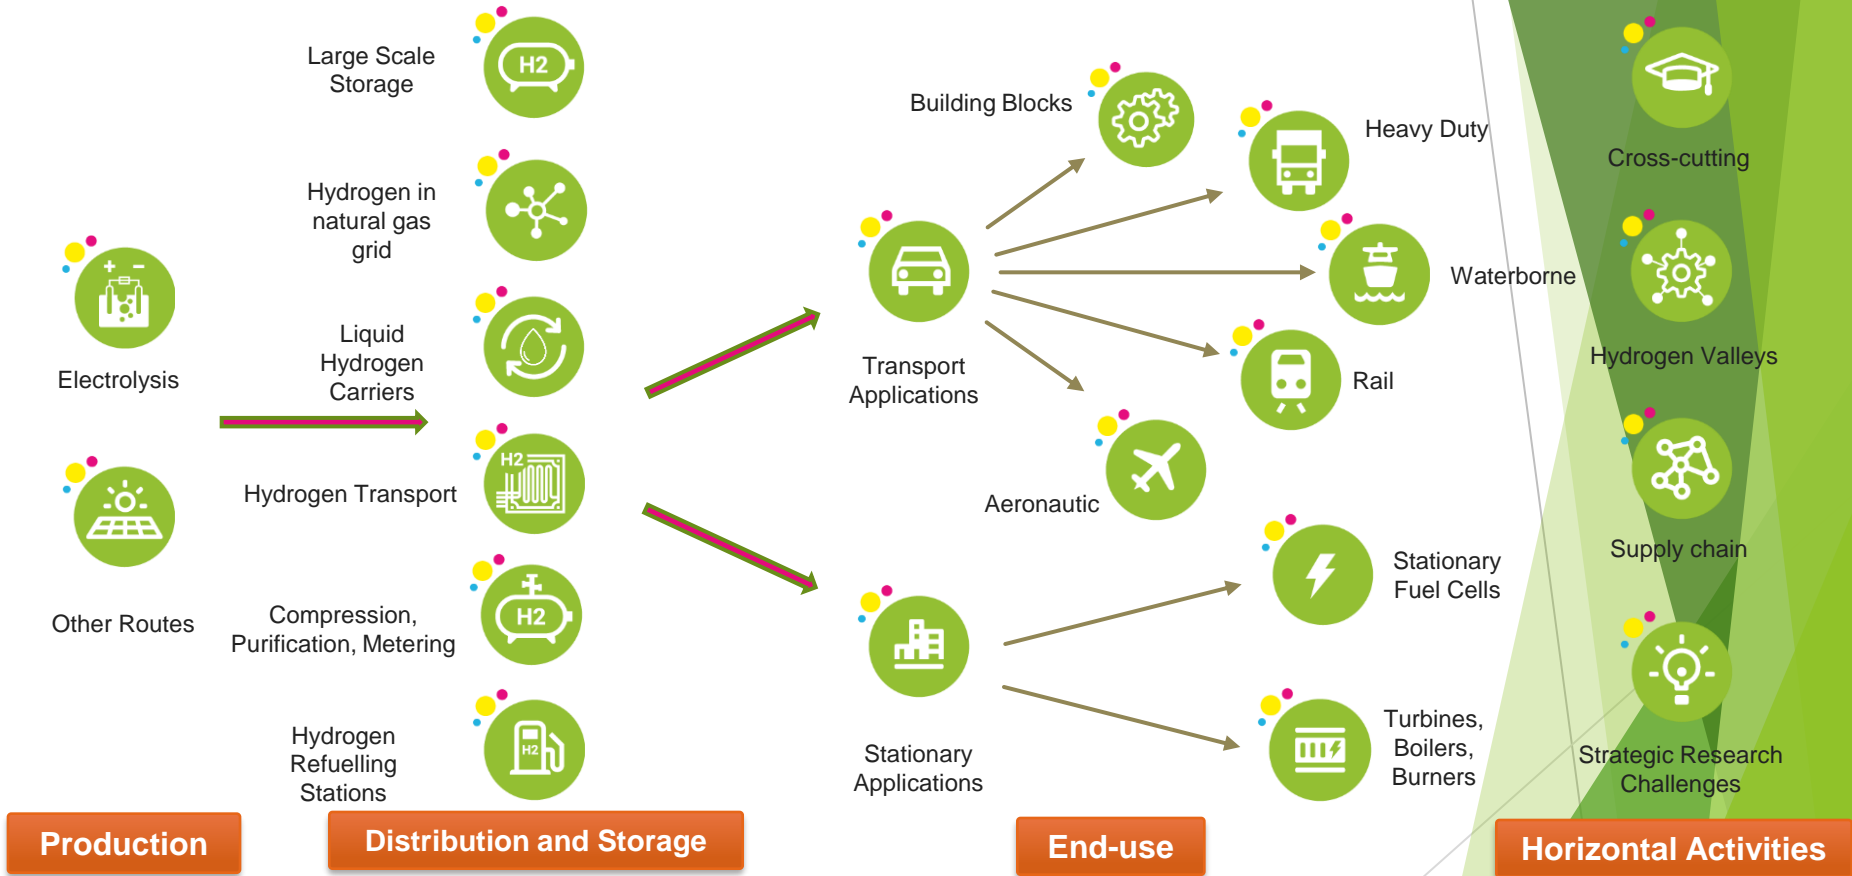 Electrolysis
Other Routes
Production
Large Scale
Storage
H2
Hydrogen in
natural gas
grid
Liquid
Hydrogen
Carriers
Hydrogen Transport
H2
Compression,
Purification, Metering
H2
Hydrogen
Refuelling
Stations
H2
Distribution and Storage
Transport
Applications
Building Blocks
Heavy Duty
Waterborne
Rail
Aeronautic
Stationary
Applications
Stationary
Fuel Cells
Turbines,
Boilers,
Burners
End-use
Cross-cutting
Hydrogen Valleys
Supply chain
Strategic Research
Challenges
Horizontal Activities